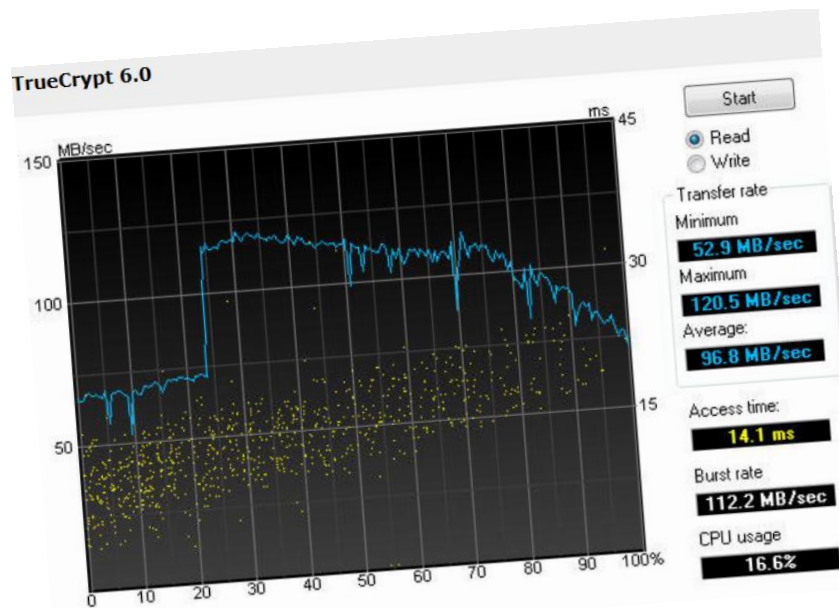 TrueCrypt 6.0
MB/sec
ms
150
100
50
45
30
15
0 10 20 30 40 50 60 70 80 90 100%
Start
Read
Write
Transfer rate
Minimum
52.9 MB/sec
Maximum
120.5 MB/sec
Average:
96.8 MB/sec
Access time:
14.1 ms
Burst rate
112.2 MB/sec
CPU usage
16.6%